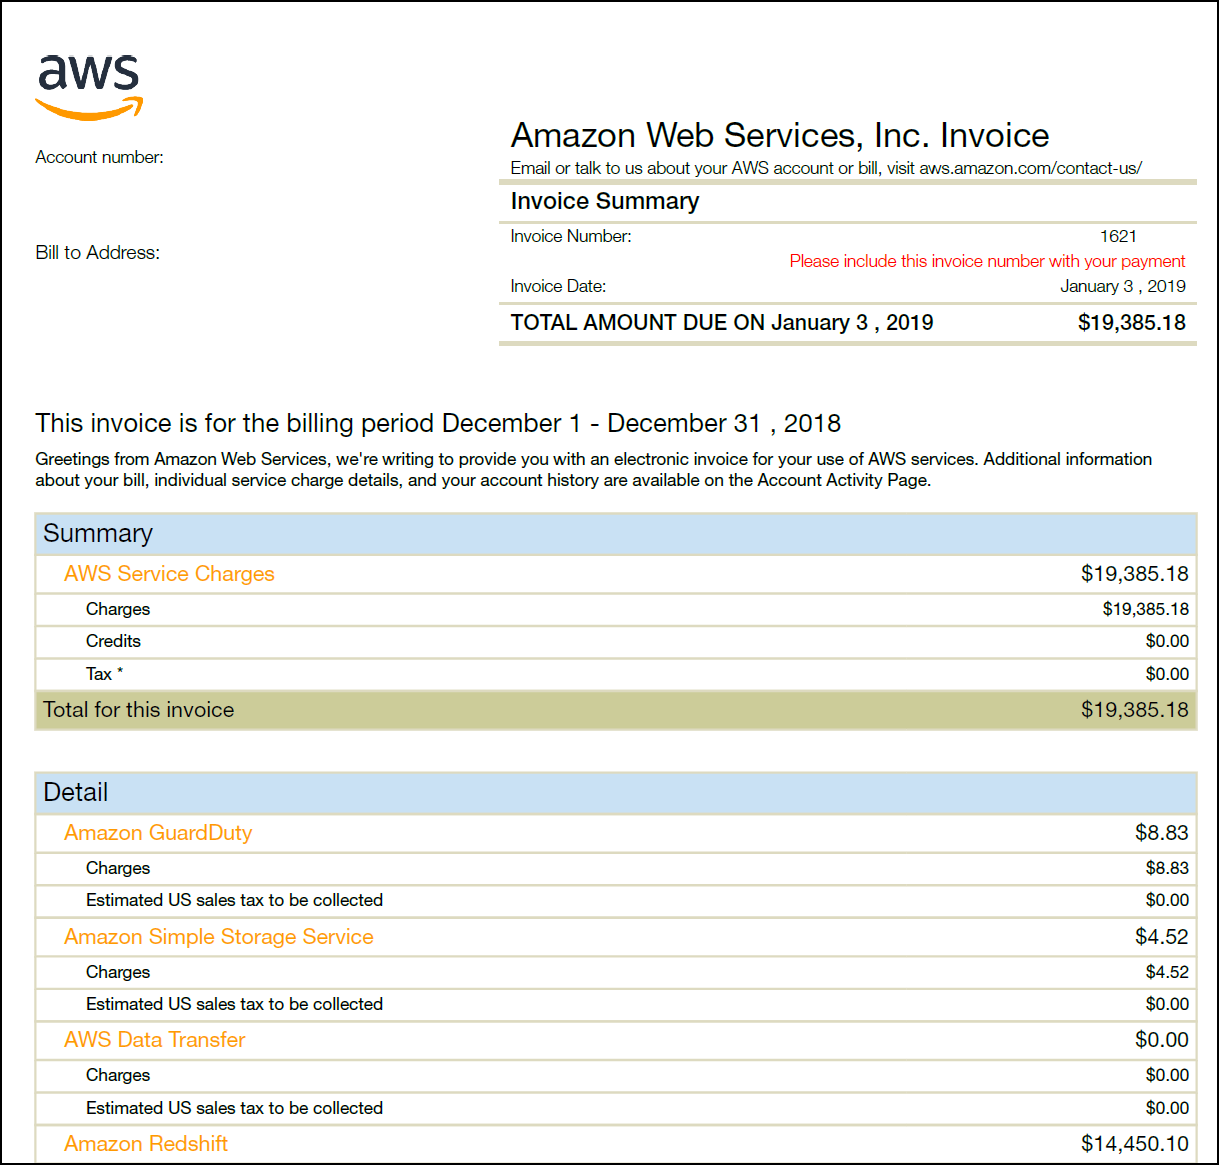 aws
Amazon Web Services, Inc. Invoice
Account number:
Email or talk to us about your AWS account or bill, visit aws.amazon.com/contact-us/
Invoice Summary
Invoice Number: 1621
Bill to Address:
Please include this invoice number with your payment
Invoice Date: January 3 , 2019
TOTAL AMOUNT DUE ON January 3 , 2019 $19,385.18
This invoice is for the billing period December 1 - December 31 , 2018
Greetings from Amazon Web Services, we're writing to provide you with an electronic invoice for your use of AWS services. Additional information
about your bill, individual service charge details, and your account history are available on the Account Activity Page.
Summary
AWS Service Charges $19,385.18
Charges $19,385.18
Credits $0.00
Tax * $0.00
Total for this invoice $19,385.18
Detail
Amazon GuardDuty $8.83
Charges $8.83
Estimated US sales tax to be collected $0.00
Amazon Simple Storage Service $4.52
Charges $4.52
Estimated US sales tax to be collected $0.00
AWS Data Transfer $0.00
Charges $0.00
Estimated US sales tax to be collected $0.00
Amazon Redshift $14,450.10